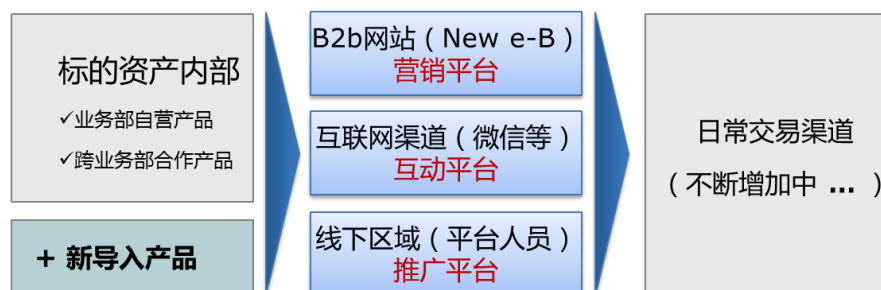 标的资产内部
✓业务部自营产品
✓跨业务部合作产品
+ 新导入产品
B2b网站（New e-B）
营销平台
互联网渠道（微信等）
互动平台
线下区域（平台人员）
推广平台
日常交易渠道
（不断增加中 ... ）